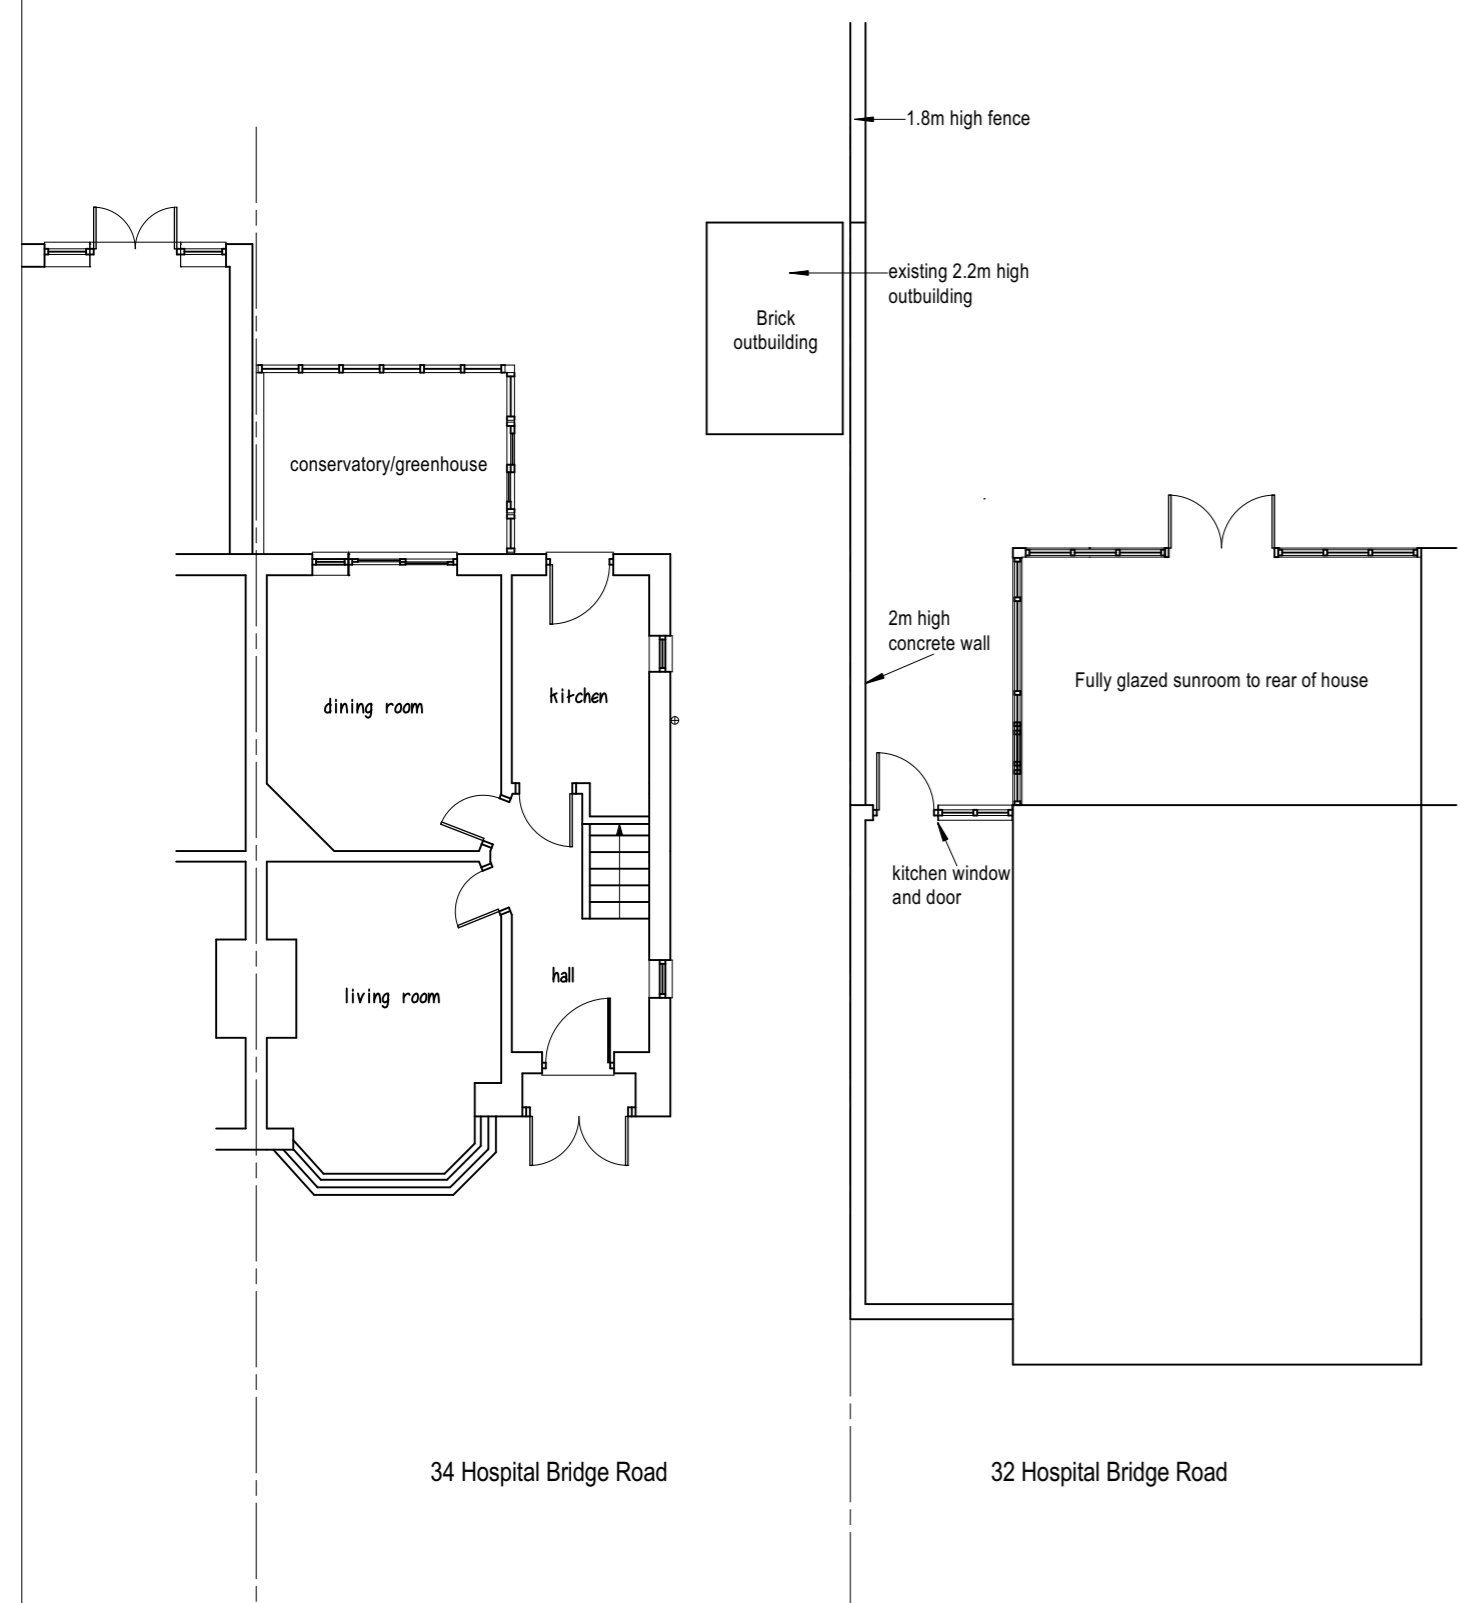 1.8m high fence
existing 2.2m high
outbuilding
Brick
outbuilding
conservatory/greenhouse
2m high
concrete wall
Fully glazed sunroom to rear of house
kitchen
dining room
kitchen window
and door
hall
living room
34 Hospital Bridge Road
32 Hospital Bridge Road